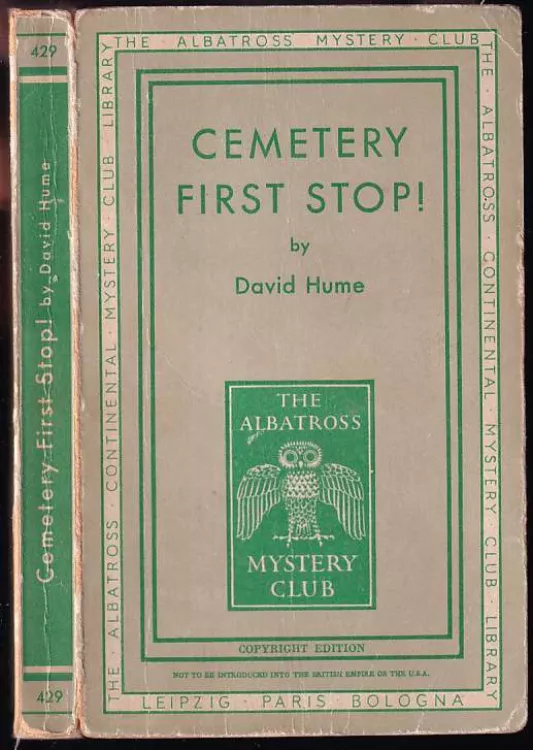 429
Cemetery First Stop! by David Hume
429
THE · ALBATROSS MYSTERY · CLUB
THE · ALBATROSS · CONTINENTAL · MYSTERY · CLUB · LIBRARY
THE · ALBATROSS · CONTINENTAL · MYSTERY · CLUB · LIBRARY
CEMETERY
FIRST STOP!
by
David Hume
THE
ALBATROSS
MYSTERY
CLUB
COPYRIGHT EDITION
NOT TO BE INTRODUCED INTO THE BRITISH EMPIRE OR THE U.S.A.
LEIPZIG · PARIS · BOLOGNA